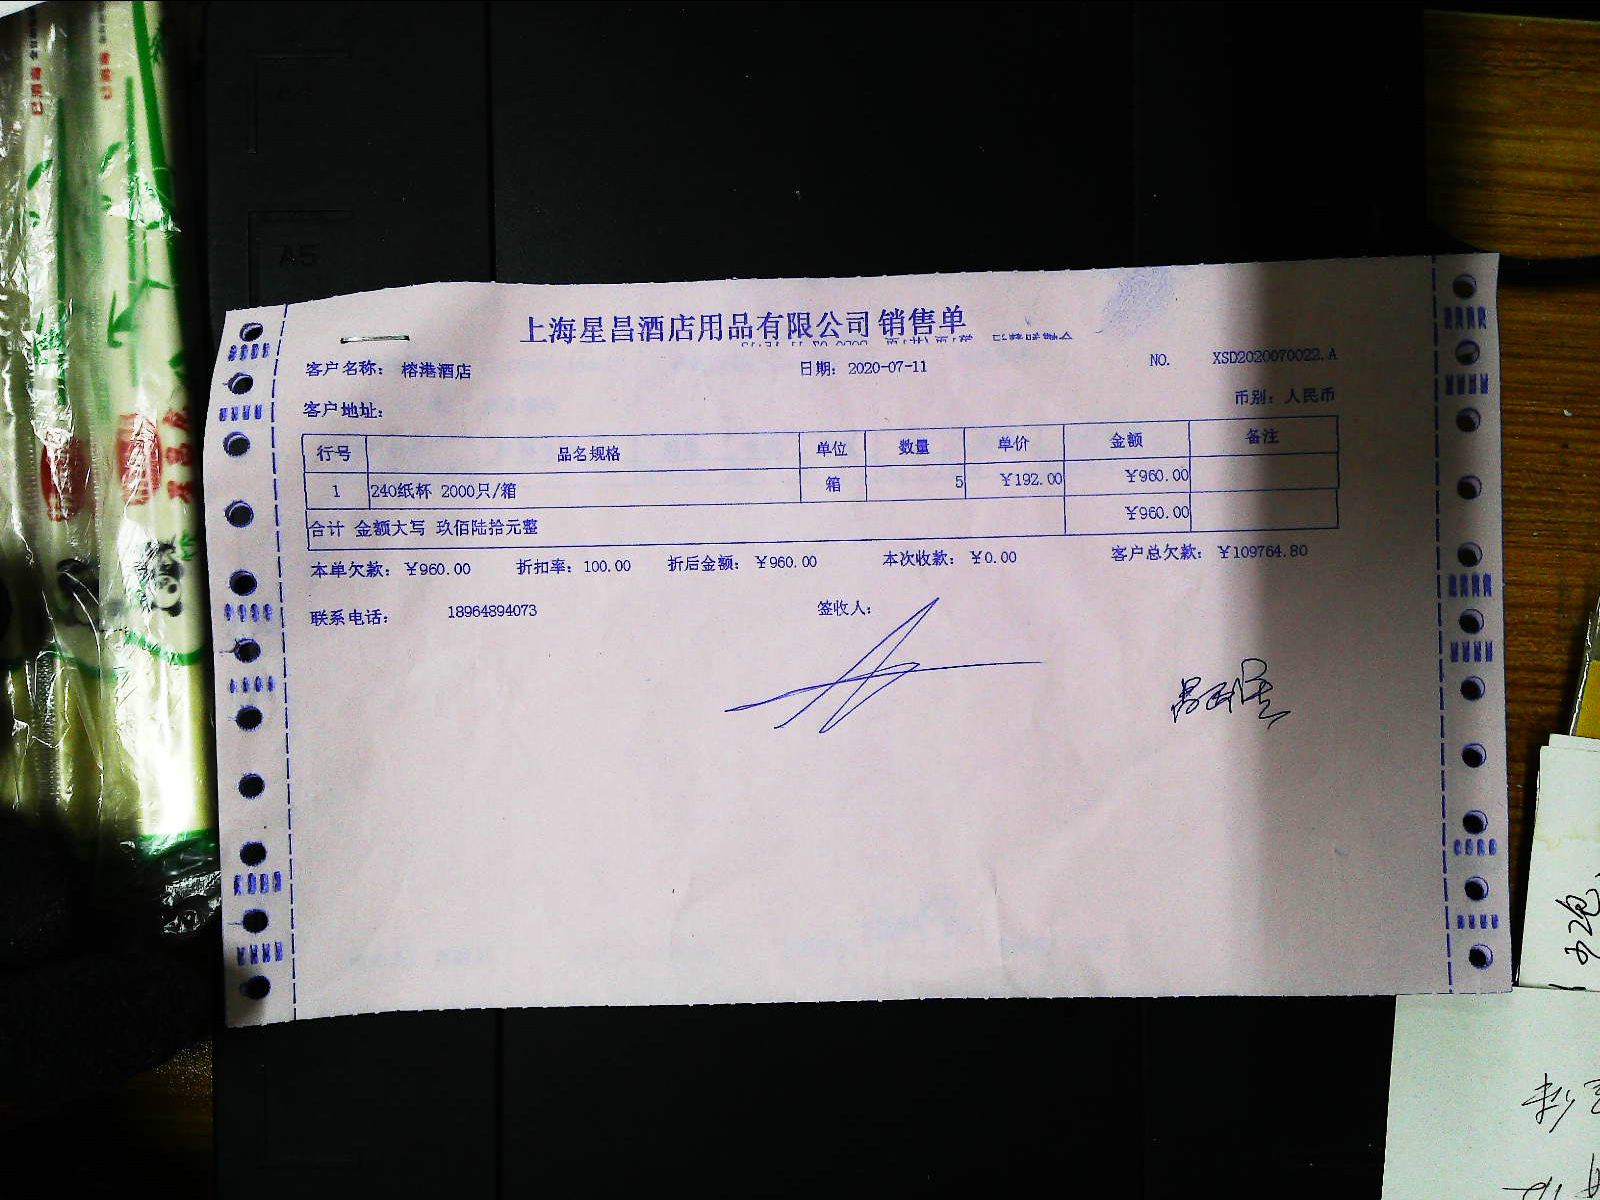 A5
上海星昌酒店用品有限公司 销售单
客户名称： 榕港酒店 日期：2020-07-11 NO. XSD2020070022.A
客户地址： 币别：人民币
行号 品名规格 单位 数量 单价 金额 备注
1 240纸杯 2000只/箱 箱 5 ￥192.00 ￥960.00
合计 金额大写 玖佰陆拾元整 ￥960.00
本单欠款：￥960.00 折扣率：100.00 折后金额：￥960.00 本次收款：￥0.00 客户总欠款：￥109764.80
联系电话： 18964894073 签收人：